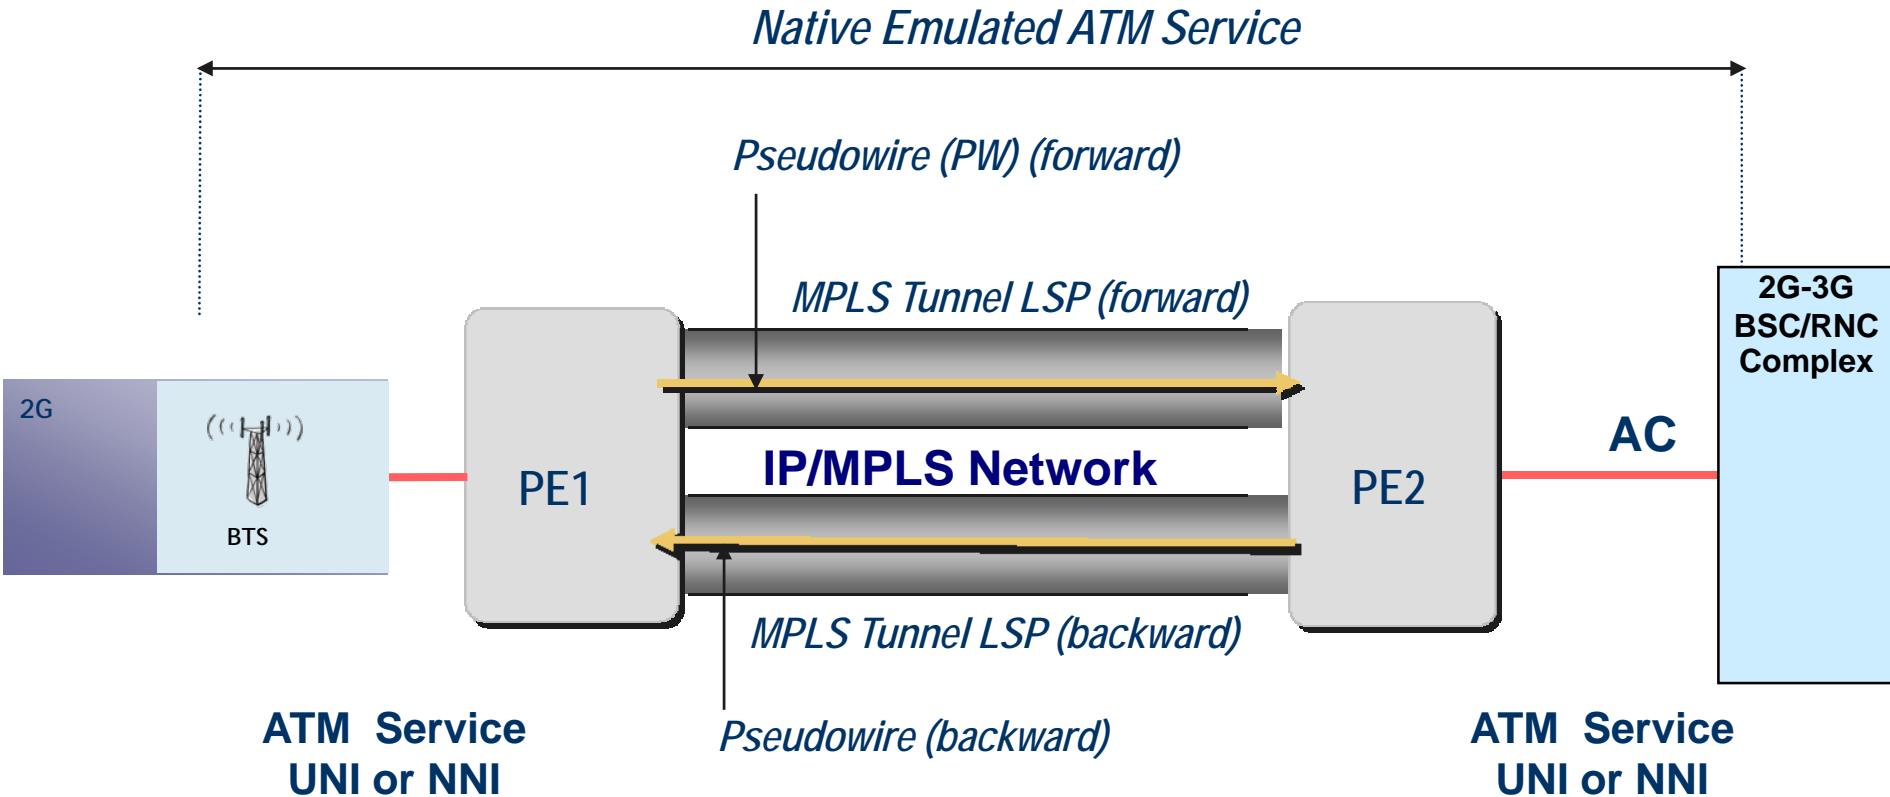 Native Emulated ATM Service
Pseudowire (PW) (forward)
MPLS Tunnel LSP (forward)
2G-3G
BSC/RNC
Complex
2G
BTS
PE1
IP/MPLS Network
PE2
AC
MPLS Tunnel LSP (backward)
Pseudowire (backward)
ATM Service
UNI or NNI
ATM Service
UNI or NNI